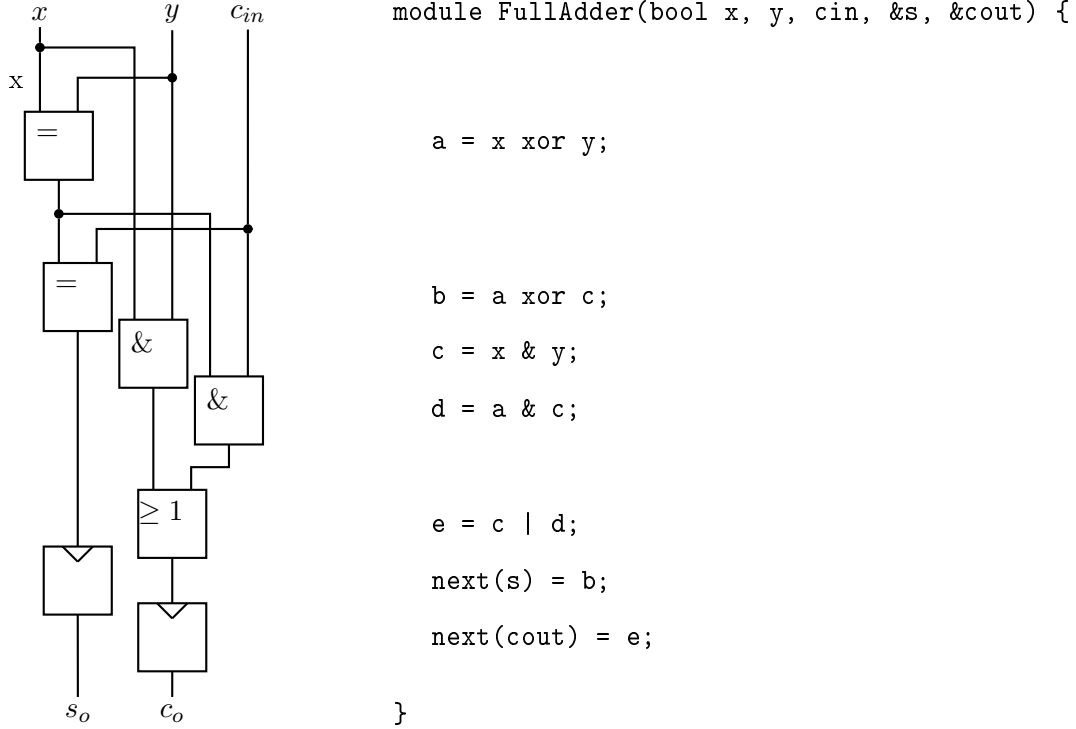 x y c_in
module FullAdder(bool x, y, cin, &s, &cout) {
x
=
a = x xor y;
=
b = a xor c;
&
c = x & y;
&
d = a & c;
≥ 1
e = c | d;
next(s) = b;
next(cout) = e;
s_o c_o
}